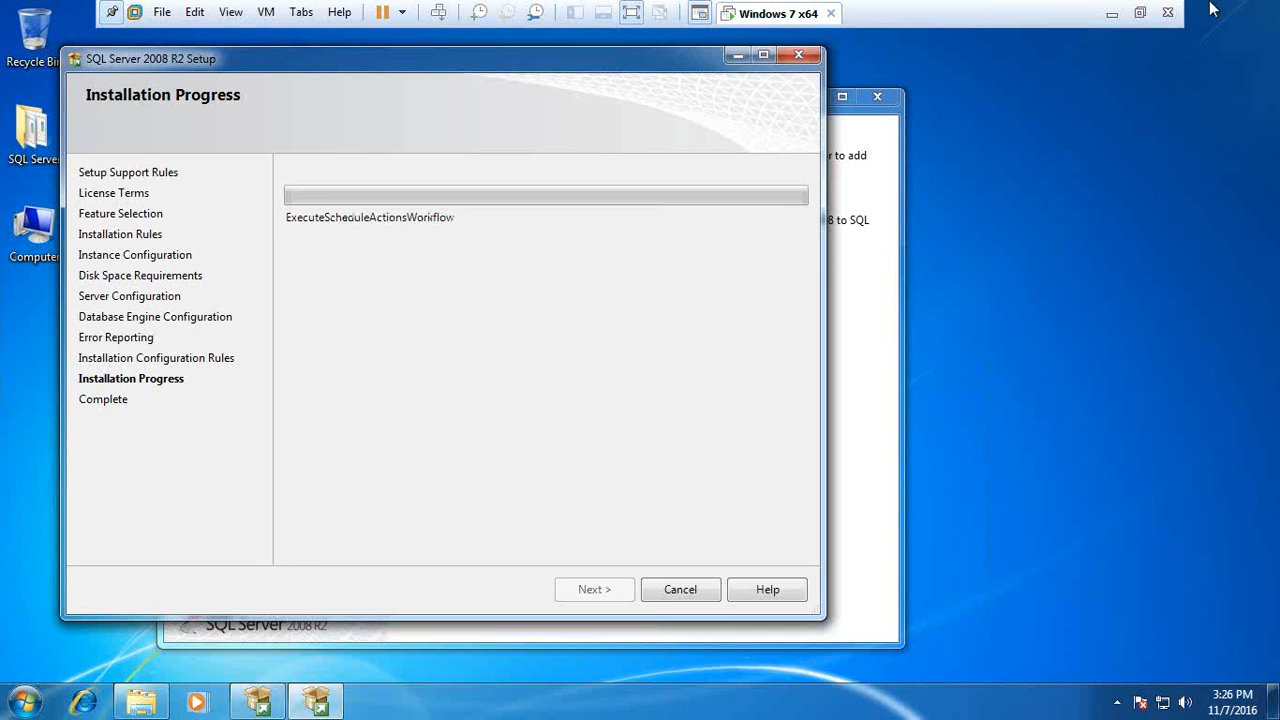 File Edit View VM Tabs Help
Windows 7 x64
Recycle Bin
SQL Server 2008 R2 Setup
Installation Progress
SQL Server
r to add
Setup Support Rules
License Terms
Feature Selection
ExecuteScheduleActionsWorkflow
8 to SQL
Installation Rules
Computer
Instance Configuration
Disk Space Requirements
Server Configuration
Database Engine Configuration
Error Reporting
Installation Configuration Rules
Installation Progress
Complete
Next > Cancel Help
SQL Server 2008 R2
3:26 PM
11/7/2016